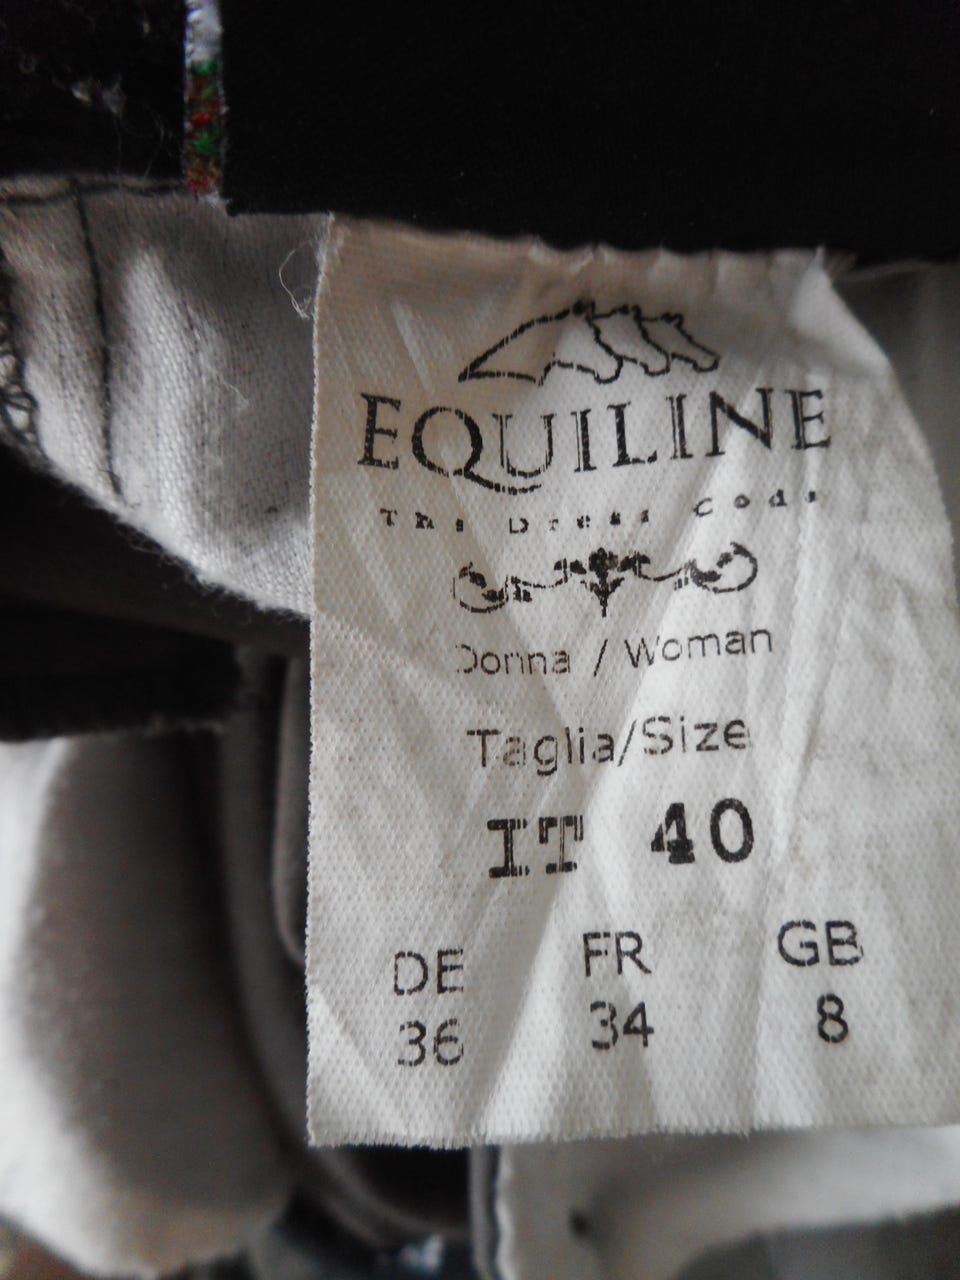 EQUILINE
The Dress Code
Donna / Woman
Taglia/Size
IT 40
DE FR GB
36 34 8